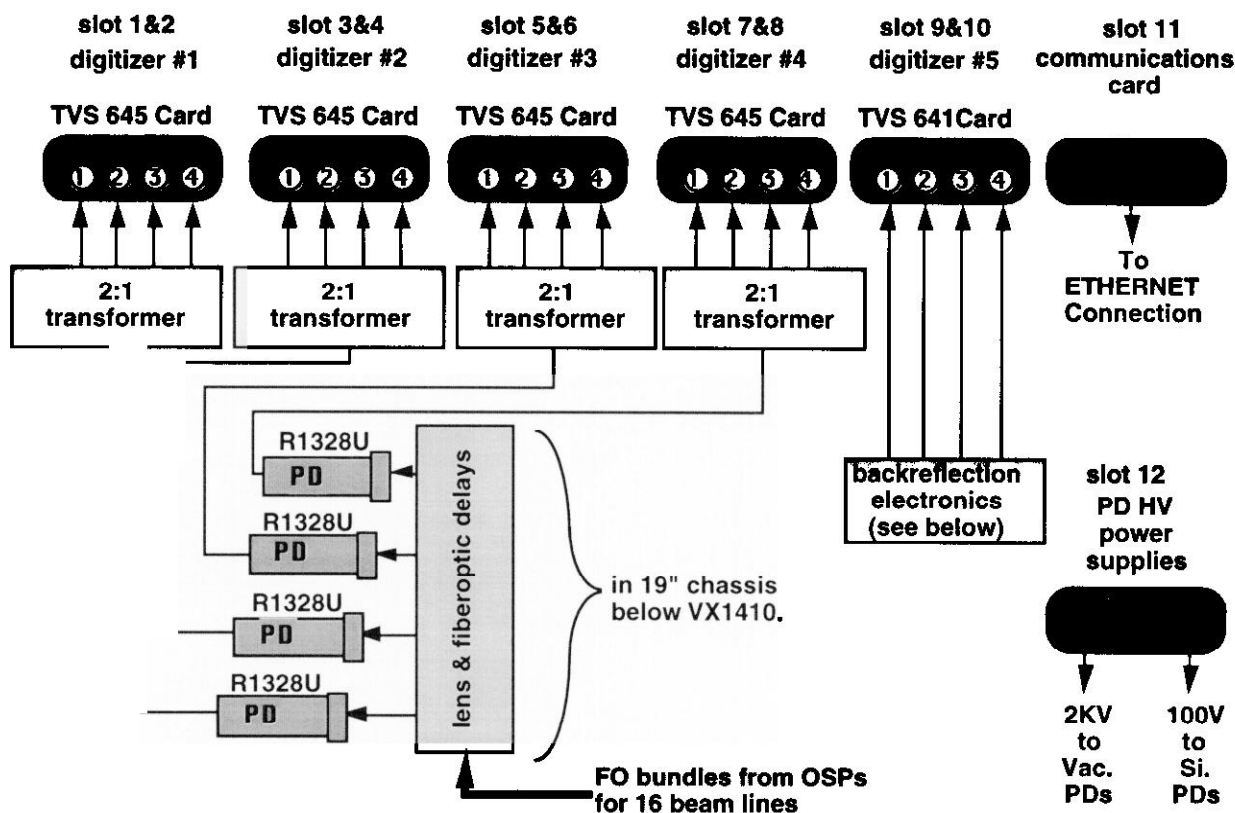 slot 1&2
digitizer #1
slot 3&4
digitizer #2
slot 5&6
digitizer #3
slot 7&8
digitizer #4
slot 9&10
digitizer #5
slot 11
communications
card
TVS 645 Card
TVS 645 Card
TVS 645 Card
TVS 645 Card
TVS 641Card
1 2 3 4
1 2 3 4
1 2 3 4
1 2 3 4
1 2 3 4
2:1
transformer
2:1
transformer
2:1
transformer
2:1
transformer
To
ETHERNET
Connection
R1328U
PD
R1328U
PD
R1328U
PD
R1328U
PD
lens & fiberoptic delays
in 19" chassis
below VX1410.
backreflection
electronics
(see below)
slot 12
PD HV
power
supplies
2KV
to
Vac.
PDs
100V
to
Si.
PDs
FO bundles from OSPs
for 16 beam lines